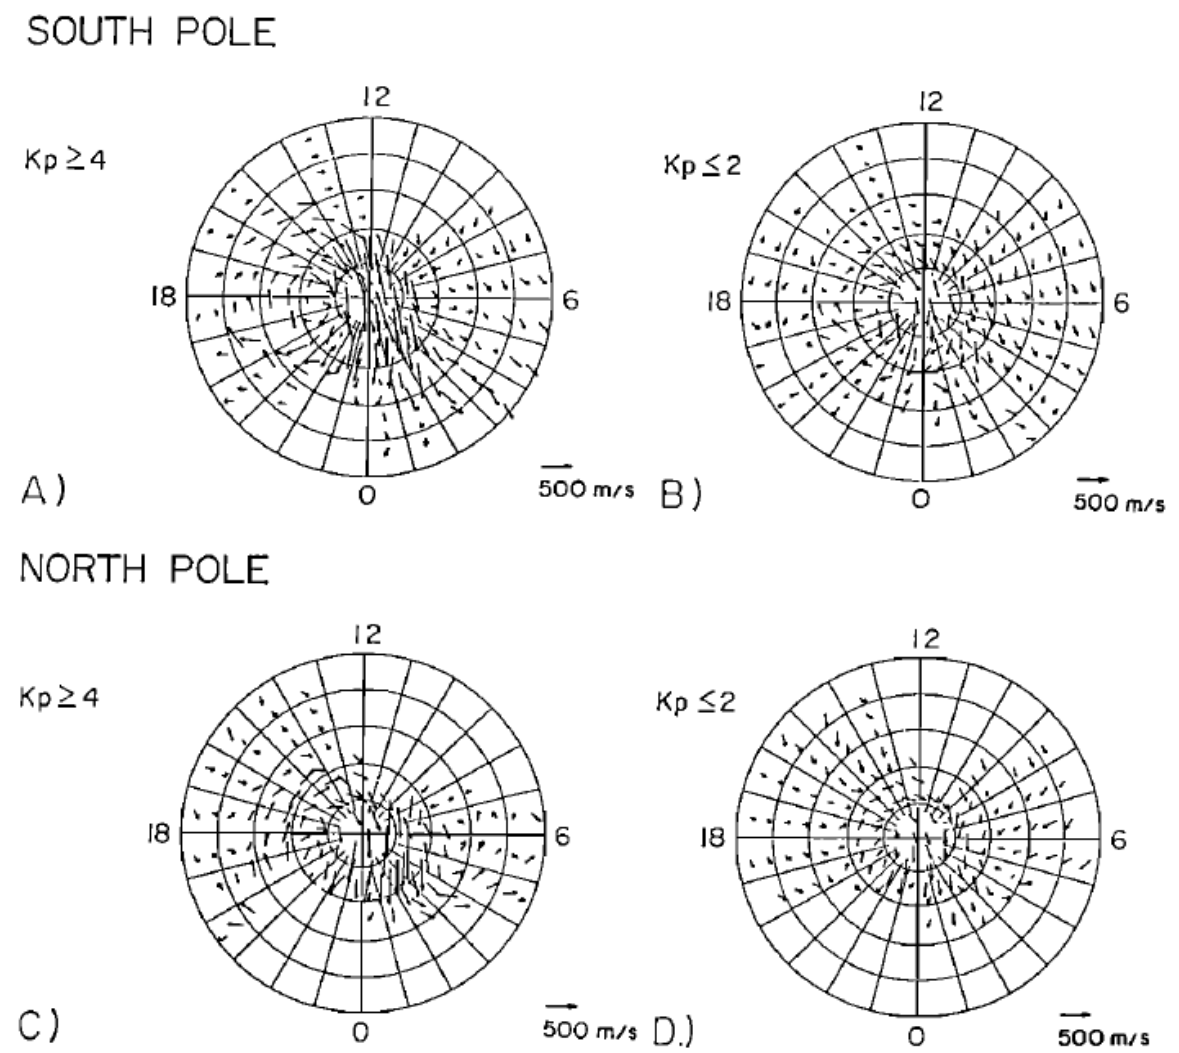 SOUTH POLE
12
12
Kp ≥ 4
Kp ≤ 2
18
6
18
6
A)
0
500 m/s
B)
0
500 m/s
NORTH POLE
12
12
Kp ≥ 4
Kp ≤ 2
18
6
18
6
C)
0
500 m/s
D.)
0
500 m/s